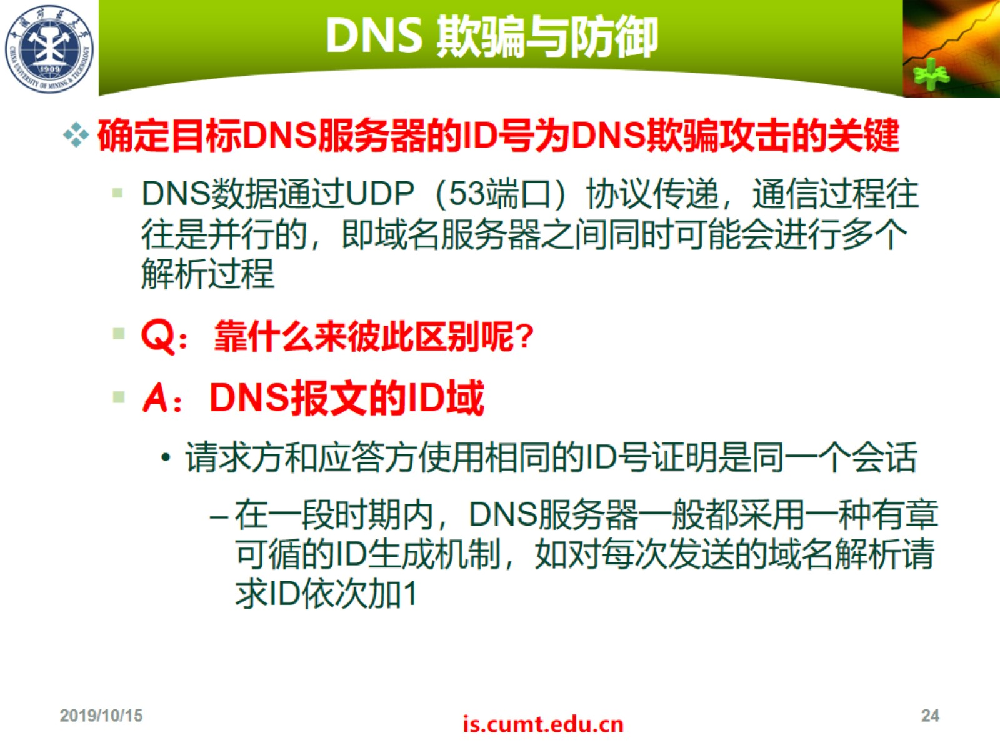 中国矿业大学
CHINA UNIVERSITY OF MINING & TECHNOLOGY
1909
DNS 欺骗与防御
确定目标DNS服务器的ID号为DNS欺骗攻击的关键
DNS数据通过UDP（53端口）协议传递，通信过程往
往是并行的，即域名服务器之间同时可能会进行多个
解析过程
Q：靠什么来彼此区别呢?
A：DNS报文的ID域
• 请求方和应答方使用相同的ID号证明是同一个会话
– 在一段时期内，DNS服务器一般都采用一种有章
可循的ID生成机制，如对每次发送的域名解析请
求ID依次加1
2019/10/15
is.cumt.edu.cn
24